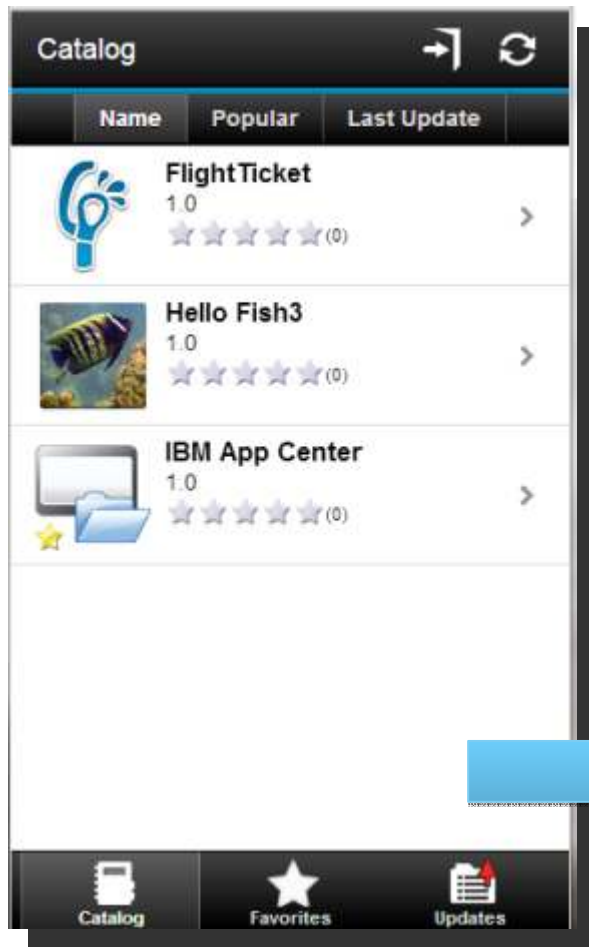 Catalog
Name Popular Last Update
FlightTicket
1.0
(0)
Hello Fish3
1.0
(0)
IBM App Center
1.0
(0)
Catalog Favorites Updates